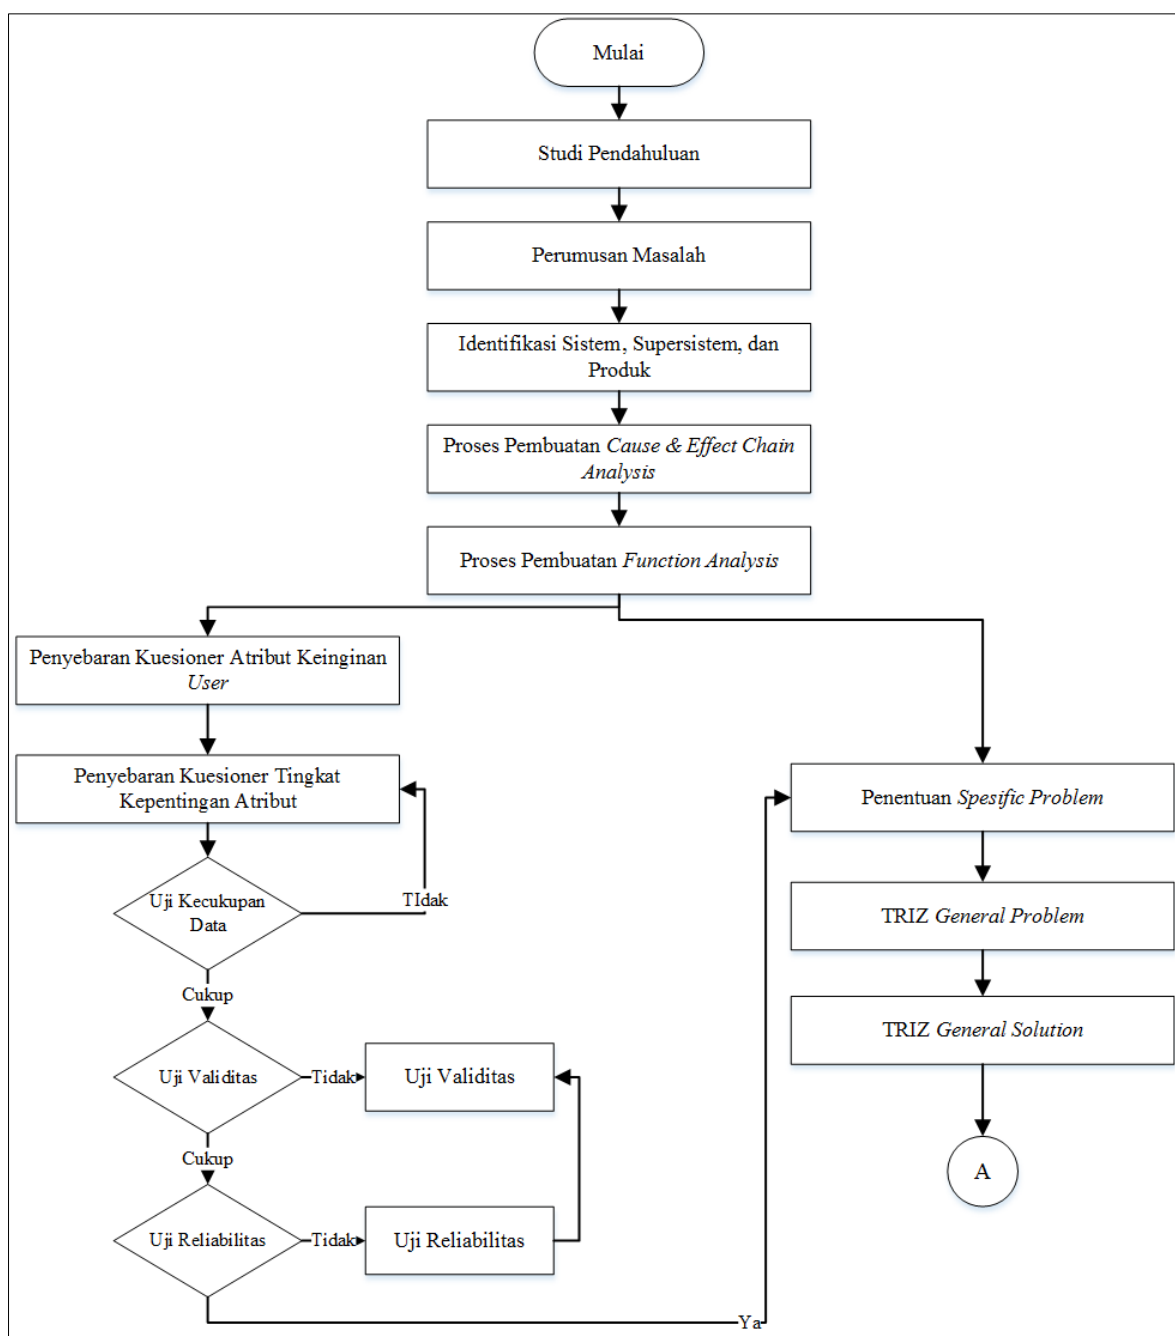 Mulai
Studi Pendahuluan
Perumusan Masalah
Identifikasi Sistem, Supersistem, dan
Produk
Proses Pembuatan Cause & Effect Chain
Analysis
Proses Pembuatan Function Analysis
Penyebaran Kuesioner Atribut Keinginan
User
Penyebaran Kuesioner Tingkat
Kepentingan Atribut
Uji Kecukupan
Data
TIdak
Cukup
Uji Validitas
Tidak
Uji Validitas
Cukup
Uji Reliabilitas
Tidak
Uji Reliabilitas
Ya
Penentuan Spesific Problem
TRIZ General Problem
TRIZ General Solution
A